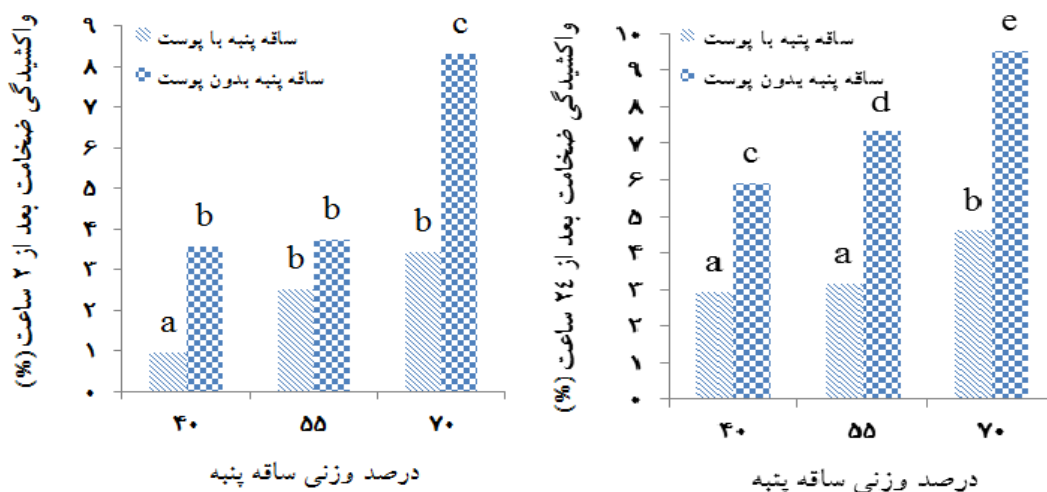 واکشیدگی ضخامت بعد از ۲ ساعت (%)
۹
۸
۷
۶
۵
۴
۳
۲
۱
۰
ساقه پنبه با پوست
ساقه پنبه بدون پوست
a
b
b
b
b
c
۴۰
۵۵
۷۰
درصد وزنی ساقه پنبه
واکشیدگی ضخامت بعد از ۲٤ ساعت (%)
۱۰
۹
۸
۷
۶
۵
۴
۳
۲
۱
۰
ساقه پنبه با پوست
ساقه پنبه بدون پوست
a
c
a
d
b
e
۴۰
۵۵
۷۰
درصد وزنی ساقه پنبه